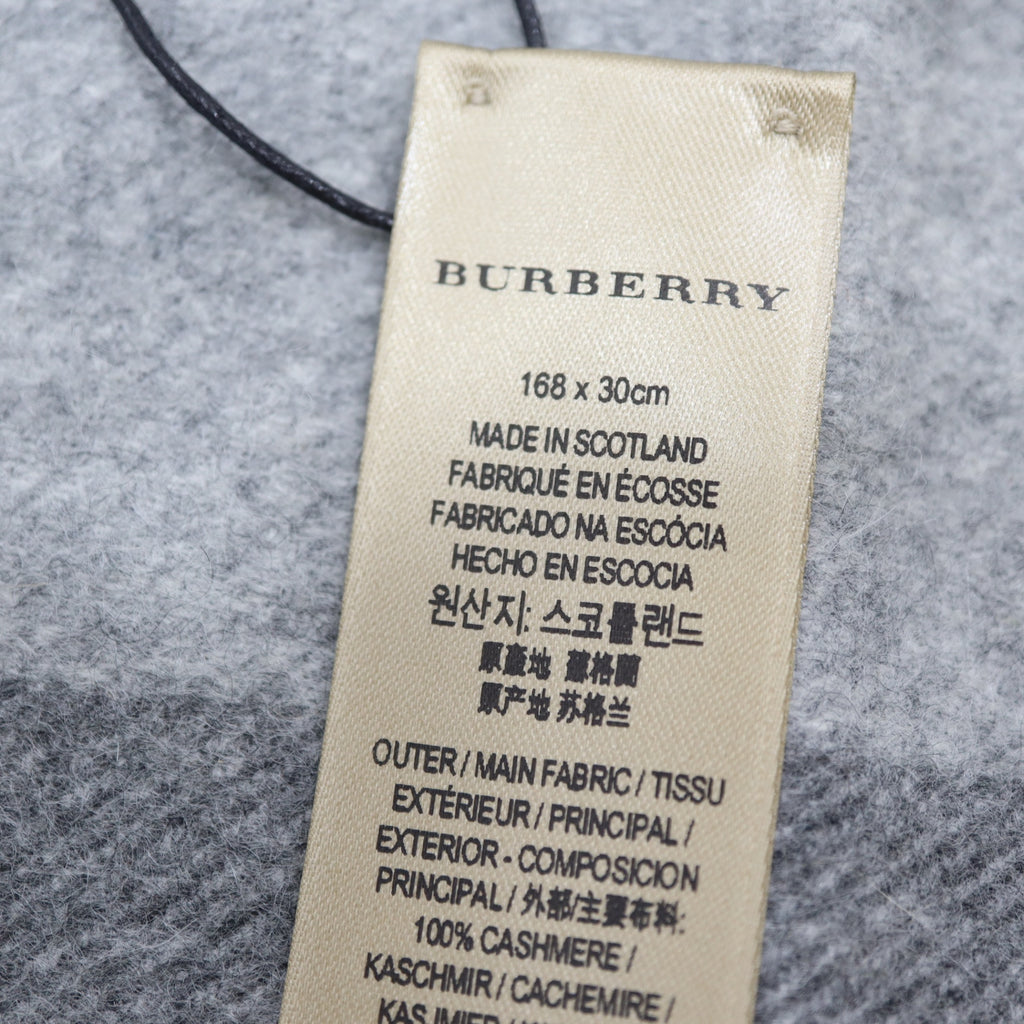 BURBERRY
168 x 30cm
MADE IN SCOTLAND
FABRIQUÉ EN ÉCOSSE
FABRICADO NA ESCÓCIA
HECHO EN ESCOCIA
원산지: 스코틀랜드
原產地 蘇格蘭
原产地 苏格兰
OUTER / MAIN FABRIC / TISSU
EXTÉRIEUR / PRINCIPAL /
EXTERIOR - COMPOSICION
PRINCIPAL / 外部/主要布料:
100% CASHMERE /
KASCHMIR / CACHEMIRE /